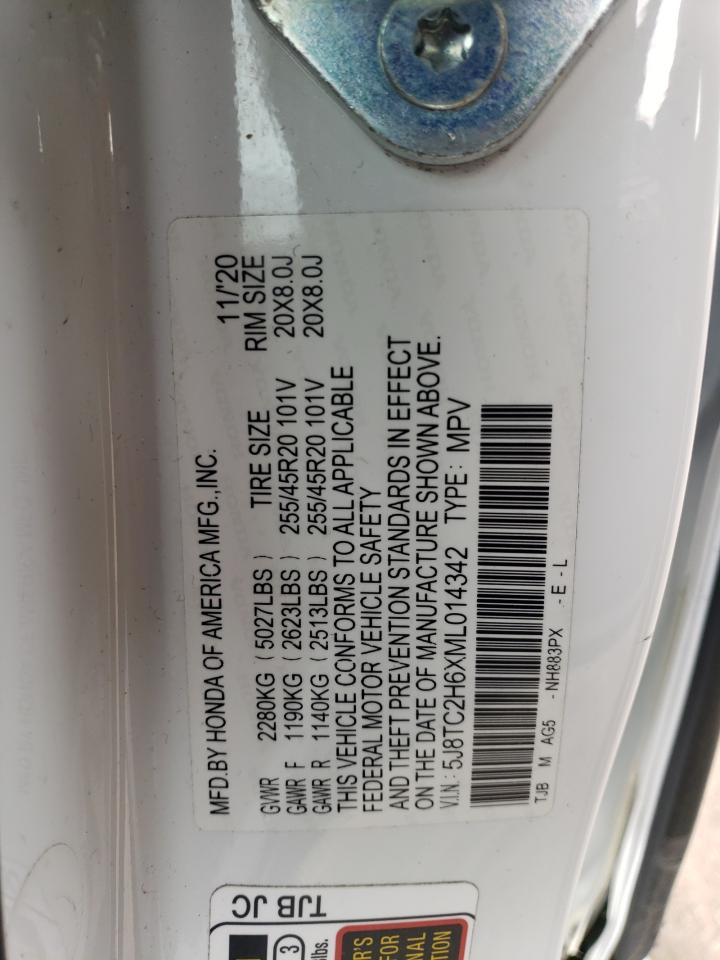 MFD.BY HONDA OF AMERICA MFG.,INC. 11/'20
GVWR 2280KG ( 5027LBS ) TIRE SIZE RIM SIZE
GAWR F 1190KG ( 2623LBS ) 255/45R20 101V 20X8.0J
GAWR R 1140KG ( 2513LBS ) 255/45R20 101V 20X8.0J
THIS VEHICLE CONFORMS TO ALL APPLICABLE
FEDERAL MOTOR VEHICLE SAFETY
AND THEFT PREVENTION STANDARDS IN EFFECT
ON THE DATE OF MANUFACTURE SHOWN ABOVE.
V.I.N.: 5J8TC2H6XML014342 TYPE: MPV
TJB M AG5 - NH883PX - E - L
TJB JC
3
lbs.